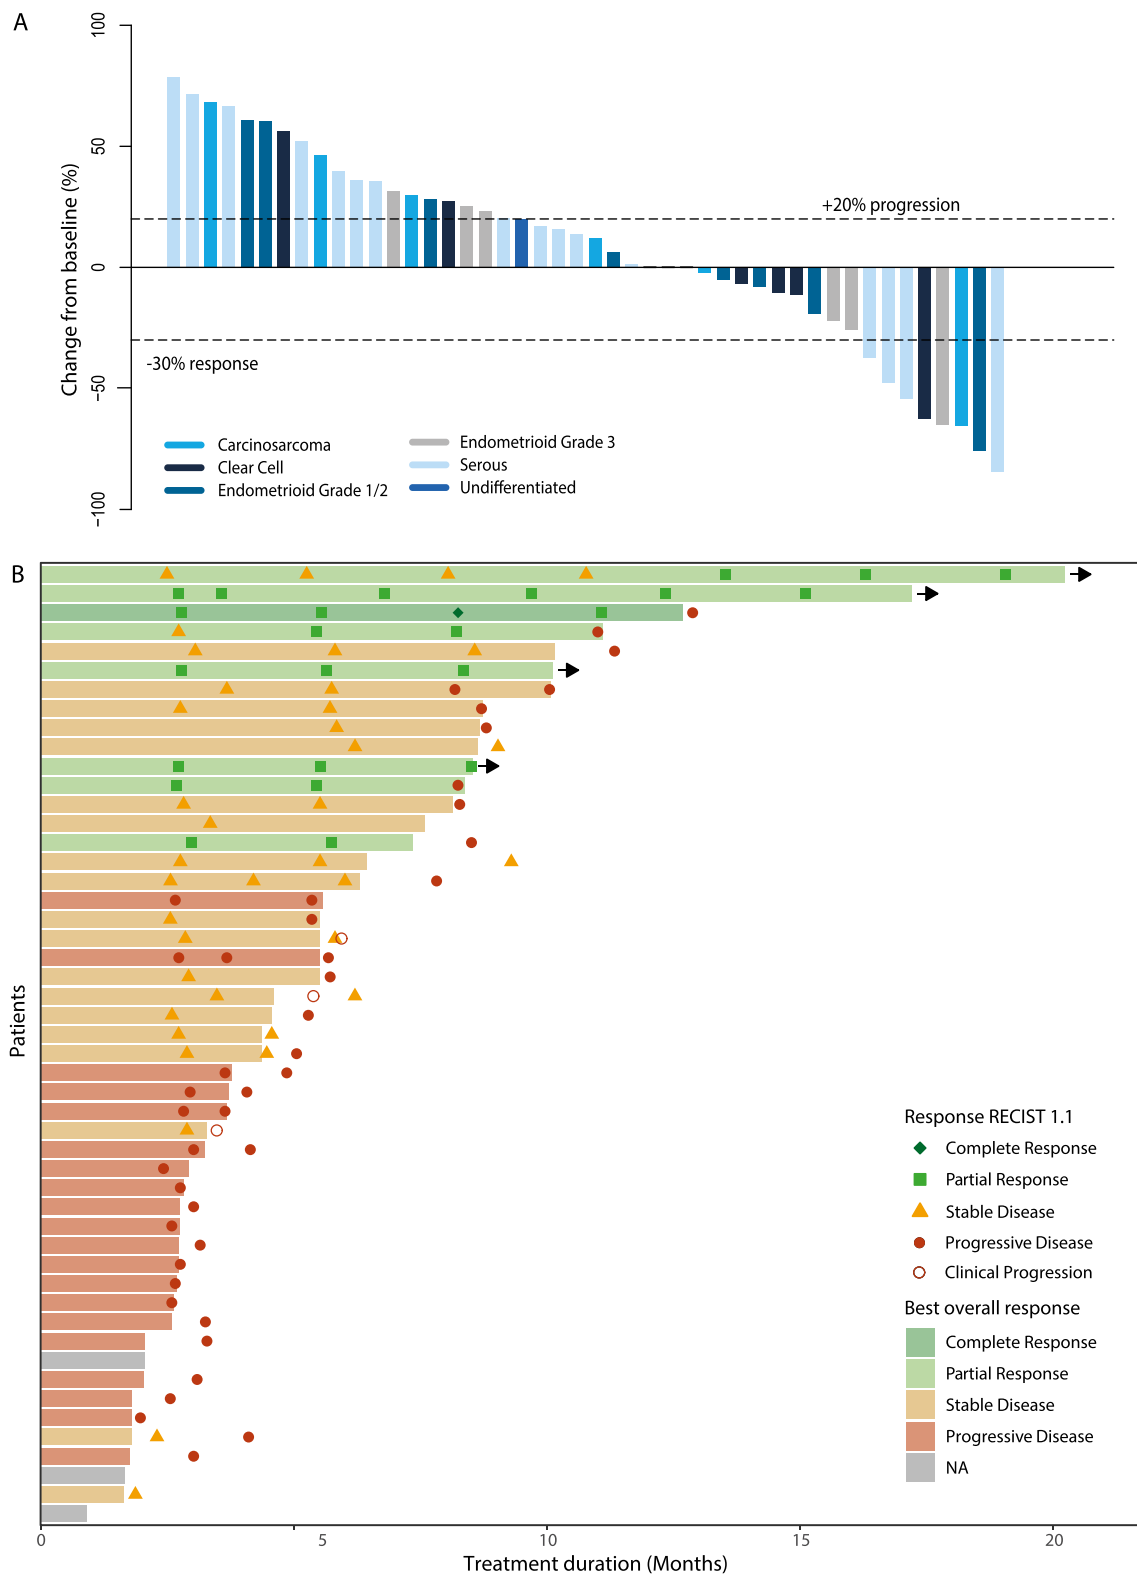 A
100
50
0
−50
−100
Change from baseline (%)
+20% progression
-30% response
Carcinosarcoma
Clear Cell
Endometrioid Grade 1/2
Endometrioid Grade 3
Serous
Undifferentiated
B
Patients
Response RECIST 1.1
Complete Response
Partial Response
Stable Disease
Progressive Disease
Clinical Progression
Best overall response
Complete Response
Partial Response
Stable Disease
Progressive Disease
NA
0 5 10 15 20
Treatment duration (Months)